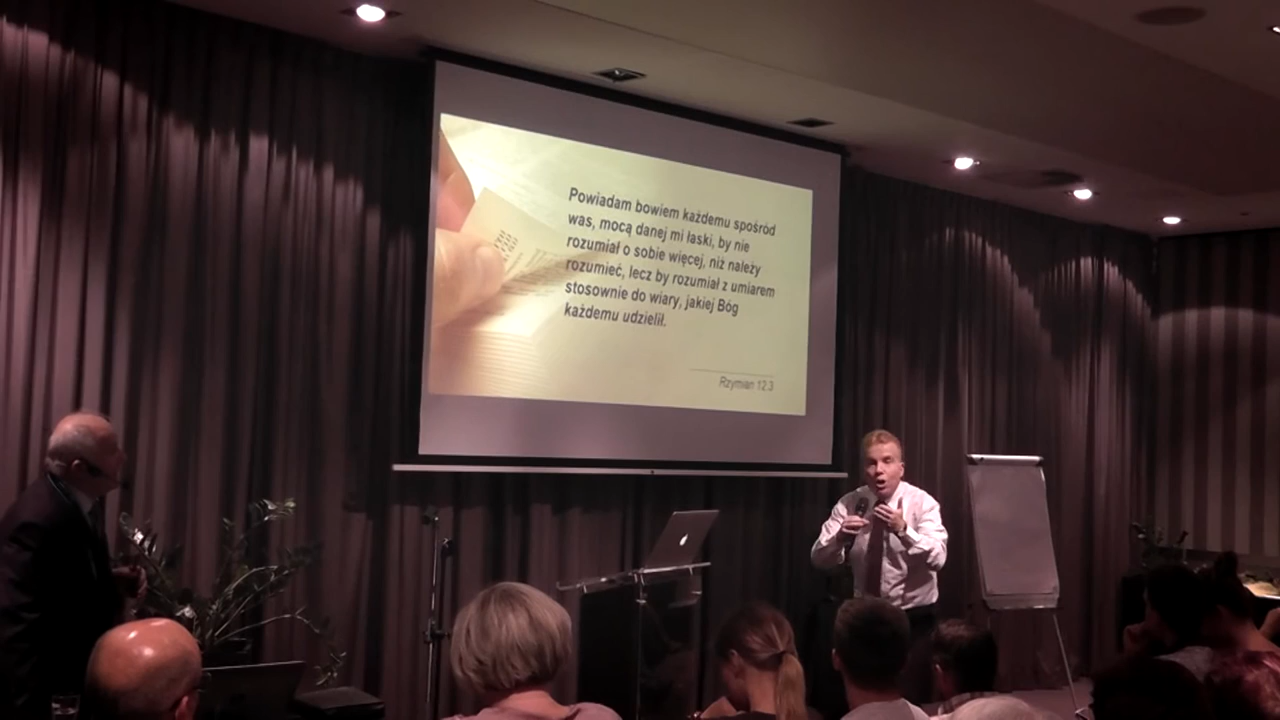 Powiadam bowiem każdemu spośród
was, mocą danej mi łaski, by nie
rozumiał o sobie więcej, niż należy
rozumieć, lecz by rozumiał z umiarem
stosownie do wiary, jakiej Bóg
każdemu udzielił.
Rzymian 12:3